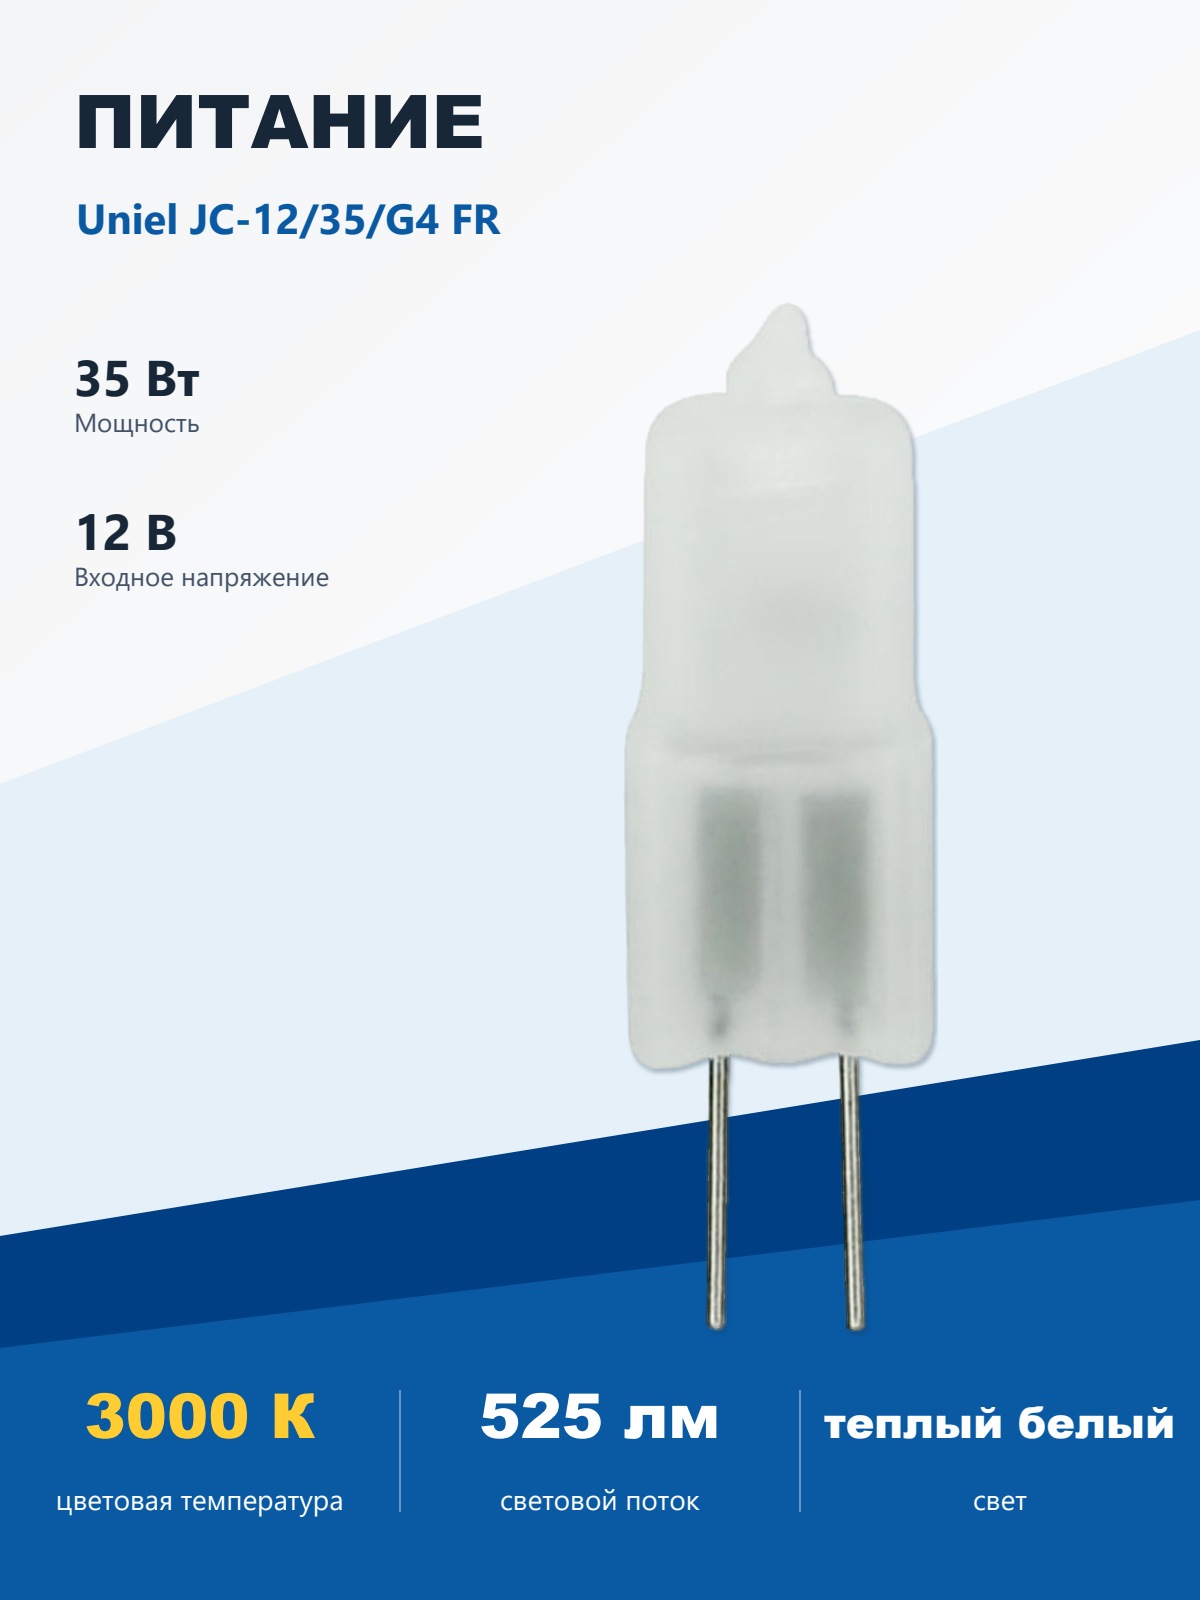 ПИТАНИЕ
Uniel JC-12/35/G4 FR
35 Вт
Мощность
12 В
Входное напряжение
3000 К
цветовая температура
525 лм
световой поток
теплый белый
свет